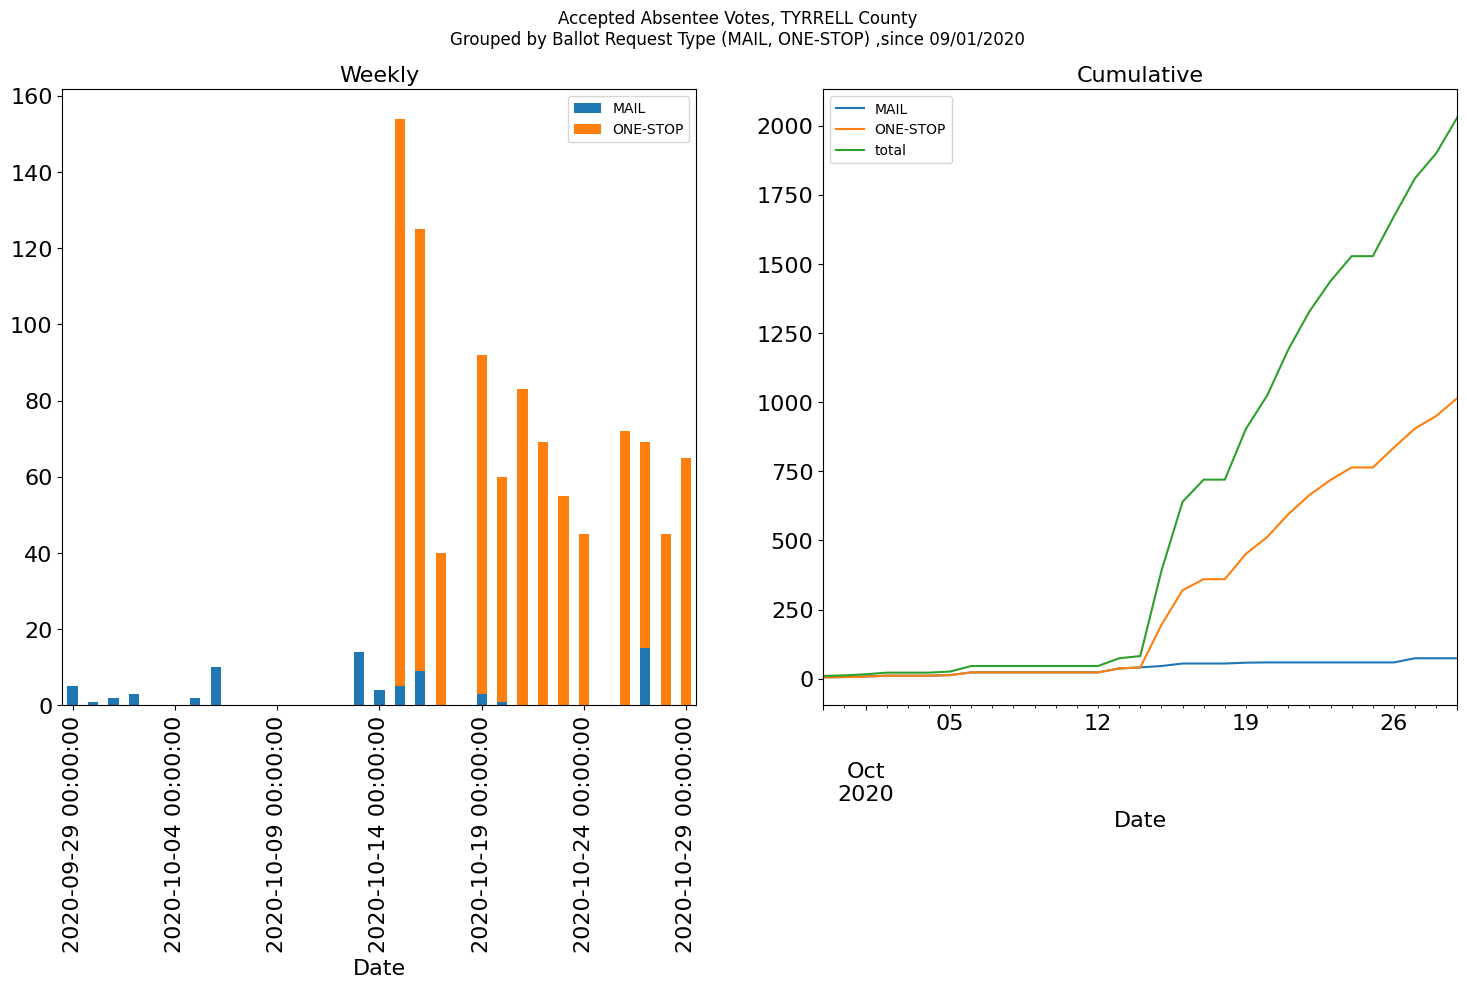 Accepted Absentee Votes, TYRRELL County
Grouped by Ballot Request Type (MAIL, ONE-STOP) ,since 09/01/2020
Weekly
MAIL
ONE-STOP
160
140
120
100
80
60
40
20
0
2020-09-29 00:00:00
2020-10-04 00:00:00
2020-10-09 00:00:00
2020-10-14 00:00:00
2020-10-19 00:00:00
2020-10-24 00:00:00
2020-10-29 00:00:00
Date
Cumulative
MAIL
ONE-STOP
total
2000
1750
1500
1250
1000
750
500
250
0
05
12
19
26
Oct
2020
Date